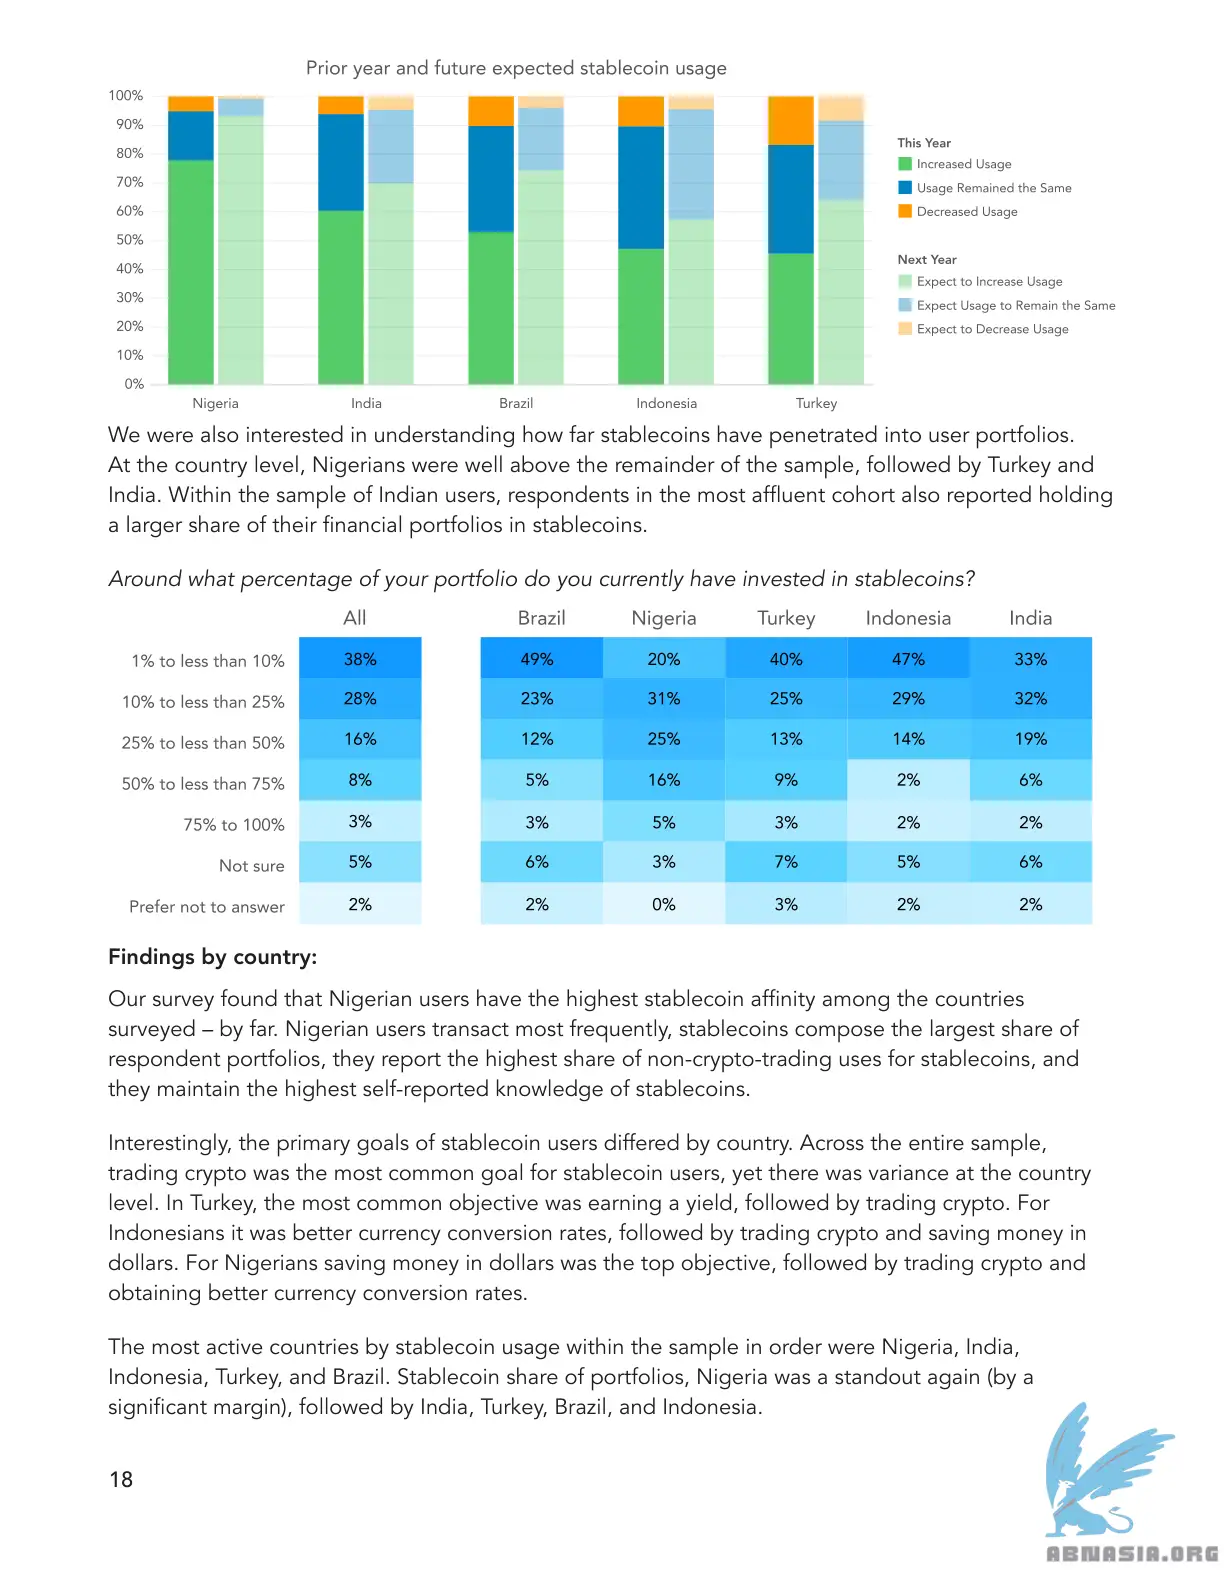 Prior year and future expected stablecoin usage
100%
90%
80%
70%
60%
50%
40%
30%
20%
10%
0%
Nigeria India Brazil Indonesia Turkey
This Year
Increased Usage
Usage Remained the Same
Decreased Usage
Next Year
Expect to Increase Usage
Expect Usage to Remain the Same
Expect to Decrease Usage
We were also interested in understanding how far stablecoins have penetrated into user portfolios.
At the country level, Nigerians were well above the remainder of the sample, followed by Turkey and
India. Within the sample of Indian users, respondents in the most affluent cohort also reported holding
a larger share of their financial portfolios in stablecoins.
Around what percentage of your portfolio do you currently have invested in stablecoins?
All Brazil Nigeria Turkey Indonesia India
1% to less than 10% 38% 49% 20% 40% 47% 33%
10% to less than 25% 28% 23% 31% 25% 29% 32%
25% to less than 50% 16% 12% 25% 13% 14% 19%
50% to less than 75% 8% 5% 16% 9% 2% 6%
75% to 100% 3% 3% 5% 3% 2% 2%
Not sure 5% 6% 3% 7% 5% 6%
Prefer not to answer 2% 2% 0% 3% 2% 2%
Findings by country:
Our survey found that Nigerian users have the highest stablecoin affinity among the countries
surveyed – by far. Nigerian users transact most frequently, stablecoins compose the largest share of
respondent portfolios, they report the highest share of non-crypto-trading uses for stablecoins, and
they maintain the highest self-reported knowledge of stablecoins.
Interestingly, the primary goals of stablecoin users differed by country. Across the entire sample,
trading crypto was the most common goal for stablecoin users, yet there was variance at the country
level. In Turkey, the most common objective was earning a yield, followed by trading crypto. For
Indonesians it was better currency conversion rates, followed by trading crypto and saving money in
dollars. For Nigerians saving money in dollars was the top objective, followed by trading crypto and
obtaining better currency conversion rates.
The most active countries by stablecoin usage within the sample in order were Nigeria, India,
Indonesia, Turkey, and Brazil. Stablecoin share of portfolios, Nigeria was a standout again (by a
significant margin), followed by India, Turkey, Brazil, and Indonesia.
18
ABNASIA.ORG